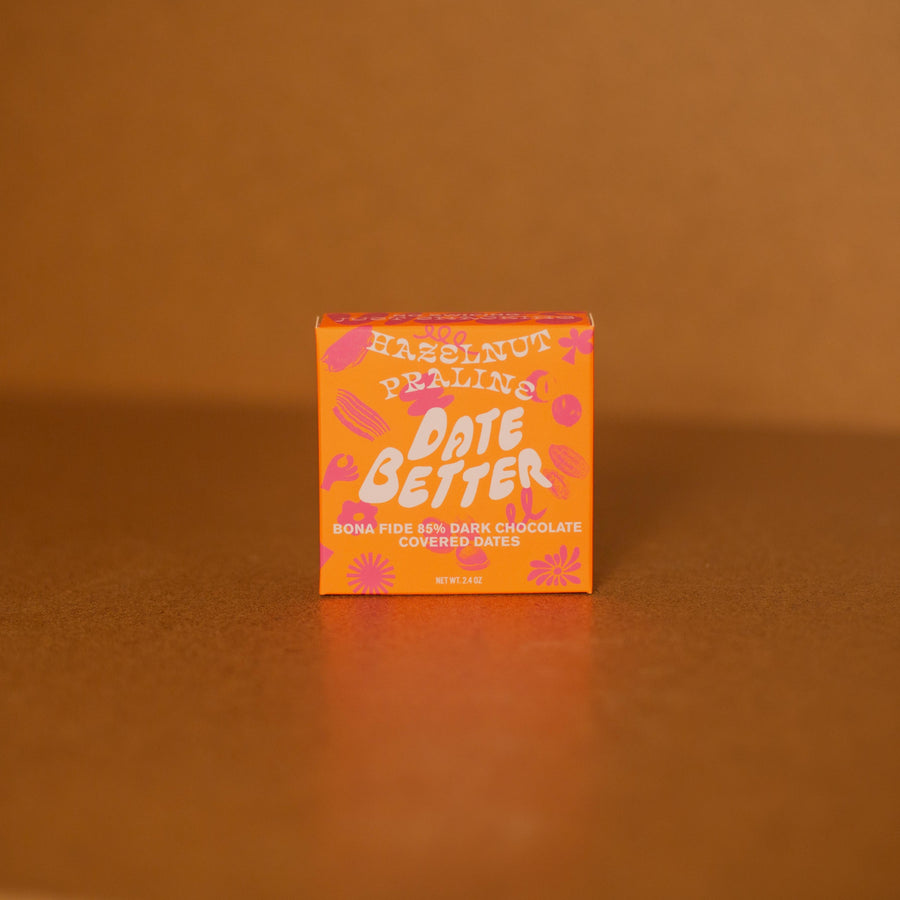 HAZELNUT
PRALINE
DATE
BETTER
BONA FIDE 85% DARK CHOCOLATE
COVERED DATES
NET WT. 2.4 OZ